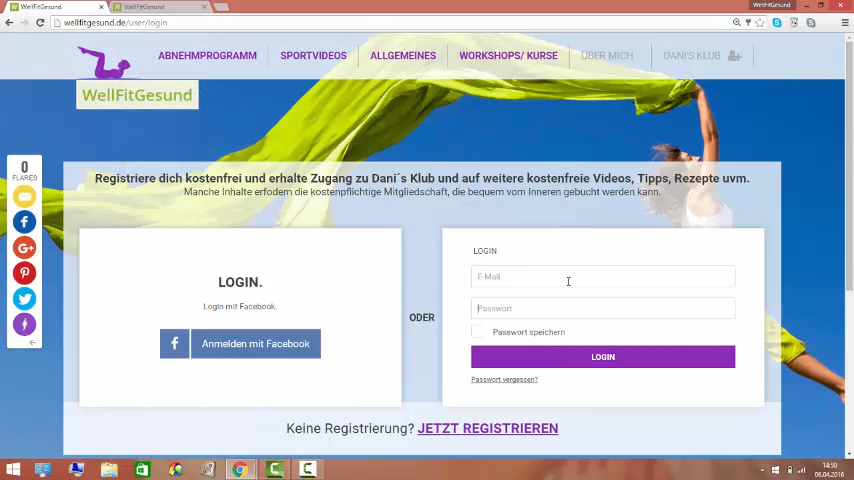 WellFitGesund
WellFitGesund
WellFitGesund
wellfitgesund.de/user/login
ABNEHMPROGRAMM
SPORTVIDEOS
ALLGEMEINES
WORKSHOPS/ KURSE
ÜBER MICH
DANI'S KLUB
WellFitGesund
0
FLARES
Registriere dich kostenfrei und erhalte Zugang zu Dani´s Klub und auf weitere kostenfreie Videos, Tipps, Rezepte uvm.
Manche Inhalte erfodern die kostenpflichtige Mitgliedschaft, die bequem vom Inneren gebucht werden kann.
LOGIN.
Login mit Facebook.
f Anmelden mit Facebook
ODER
LOGIN
E-Mail
Passwort
Passwort speichern
LOGIN
Passwort vergessen?
Keine Registrierung? JETZT REGISTRIEREN
14:50
06.04.2016